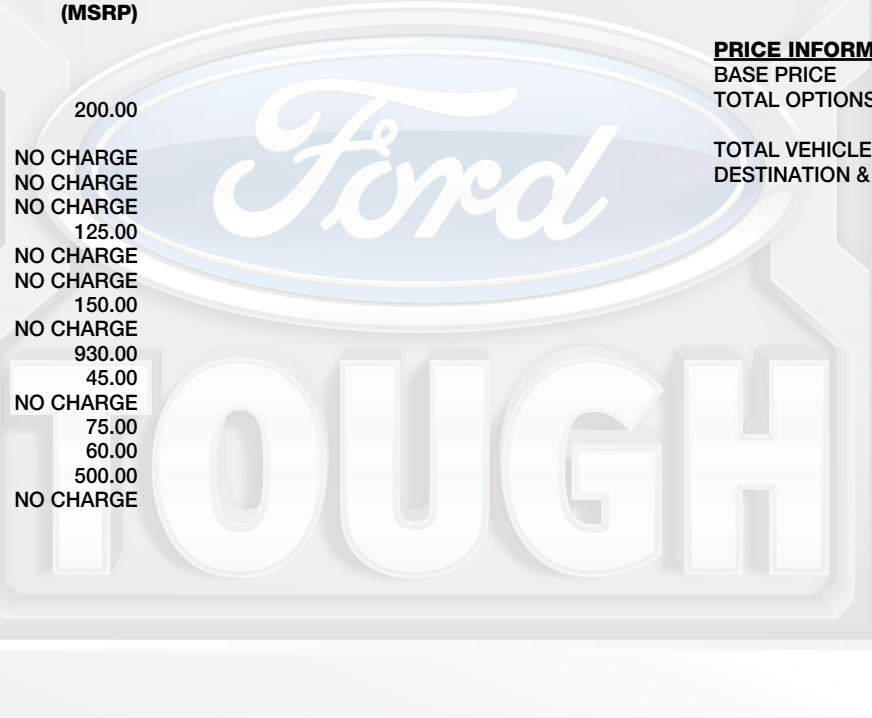 (MSRP)
200.00
NO CHARGE
NO CHARGE
NO CHARGE
125.00
NO CHARGE
NO CHARGE
150.00
NO CHARGE
930.00
45.00
NO CHARGE
75.00
60.00
500.00
NO CHARGE
PRICE INFORM
BASE PRICE
TOTAL OPTIONS
TOTAL VEHICLE
DESTINATION &
Ford
TOUGH